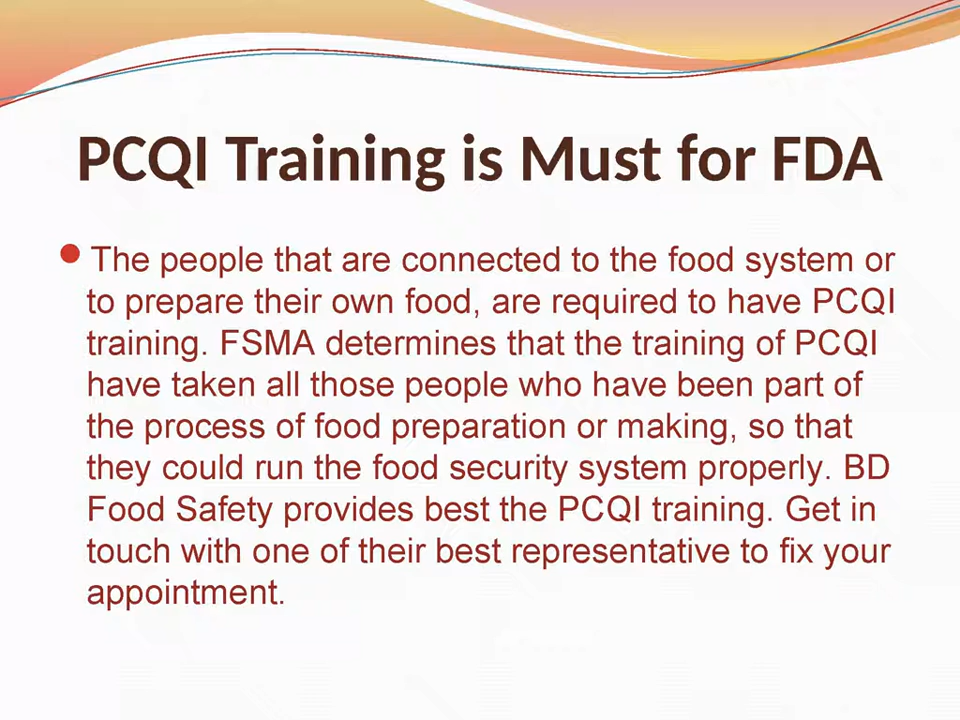 PCQI Training is Must for FDA
The people that are connected to the food system or
to prepare their own food, are required to have PCQI
training. FSMA determines that the training of PCQI
have taken all those people who have been part of
the process of food preparation or making, so that
they could run the food security system properly. BD
Food Safety provides best the PCQI training. Get in
touch with one of their best representative to fix your
appointment.